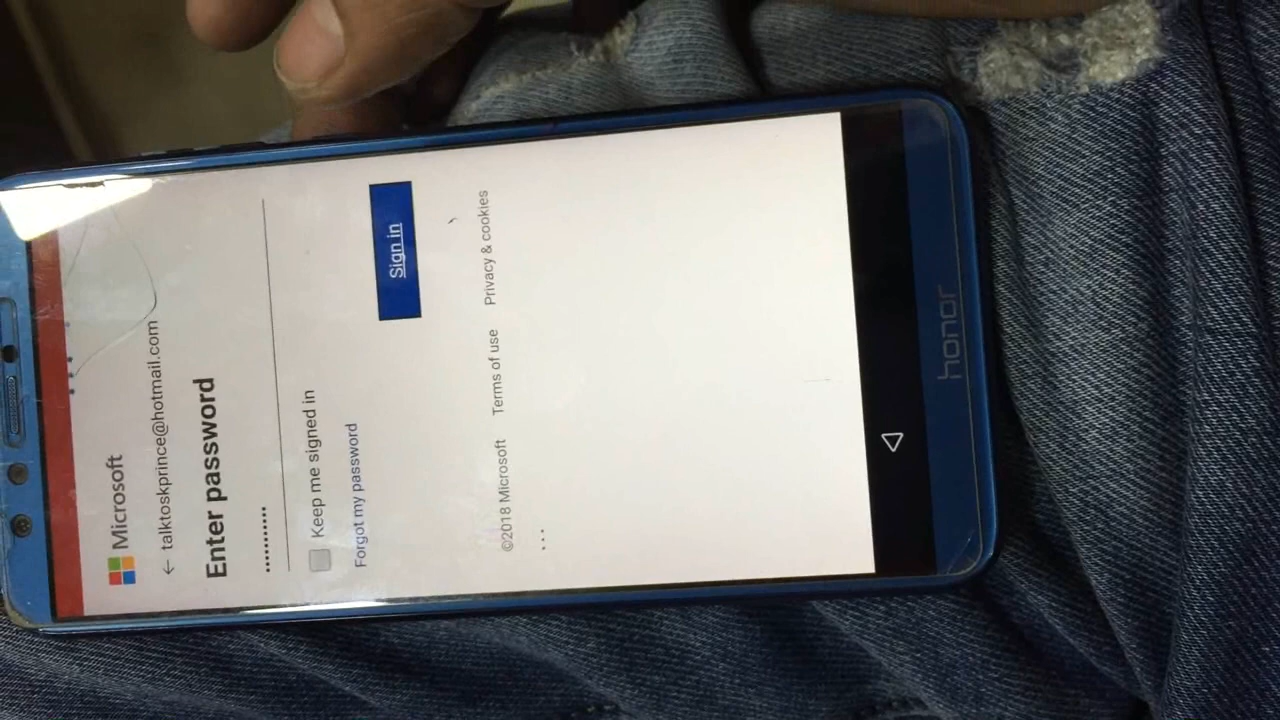 Microsoft
← talktoskprince@hotmail.com
Enter password
••••••••••
Keep me signed in
Forgot my password
Sign in
©2018 Microsoft Terms of use Privacy & cookies
...
honor